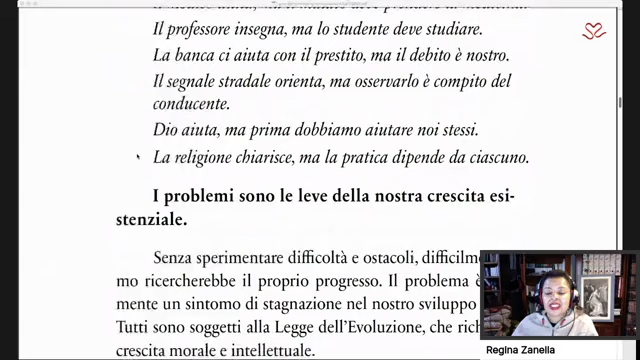 Il professore insegna, ma lo studente deve studiare.
La banca ci aiuta con il prestito, ma il debito è nostro.
Il segnale stradale orienta, ma osservarlo è compito del
conducente.
Dio aiuta, ma prima dobbiamo aiutare noi stessi.
La religione chiarisce, ma la pratica dipende da ciascuno.
I problemi sono le leve della nostra crescita esi-
stenziale.
Senza sperimentare difficoltà e ostacoli,
mo ricercherebbe il proprio progresso. Il problema
mente un sintomo di stagnazione nel nostro sviluppo
Tutti sono soggetti alla Legge dell'Evoluzione, che
crescita morale e intellettuale.
Regina Zanella